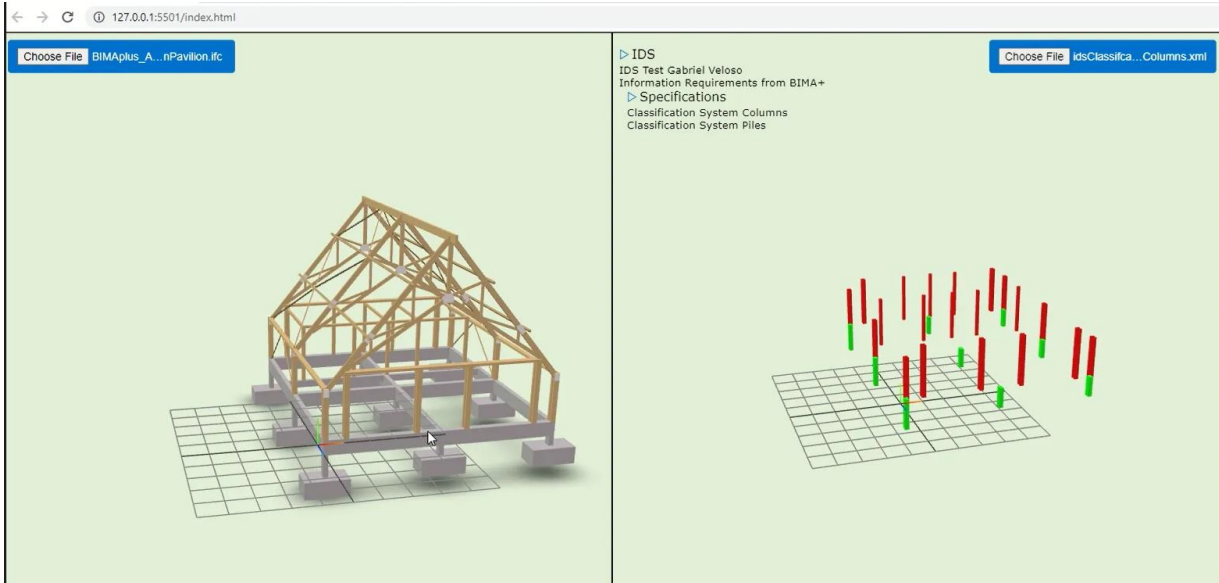 127.0.0.1:5501/index.html
Choose File BIMAplus_A...nPavilion.ifc
IDS
IDS Test Gabriel Veloso
Information Requirements from BIMA+
Specifications
Classification System Columns
Classification System Piles
Choose File idsClassifca...Columns.xml